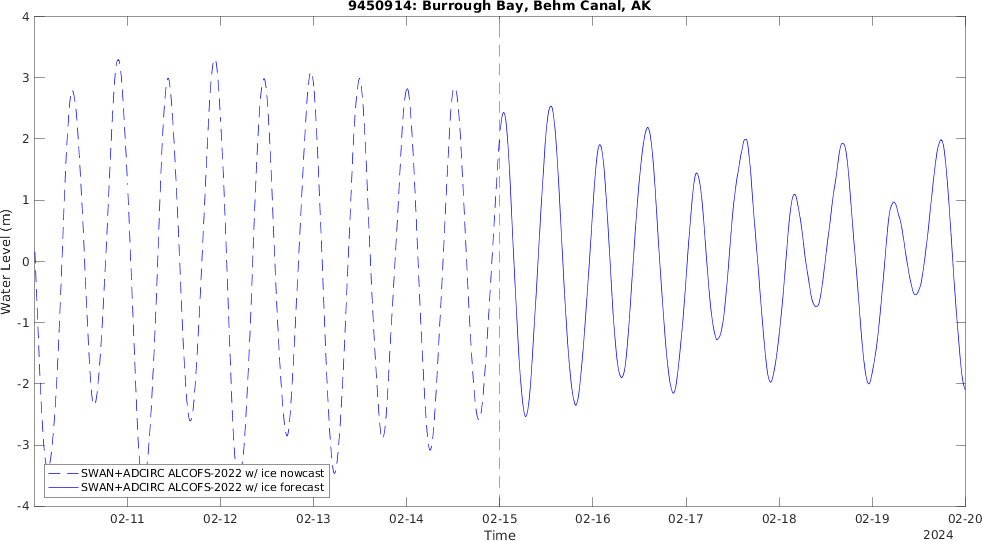 9450914: Burrough Bay, Behm Canal, AK
4
3
2
1
0
-1
-2
-3
-4
Water Level (m)
SWAN+ADCIRC ALCOFS-2022 w/ ice nowcast
SWAN+ADCIRC ALCOFS-2022 w/ ice forecast
02-11 02-12 02-13 02-14 02-15 02-16 02-17 02-18 02-19 02-20
Time
2024